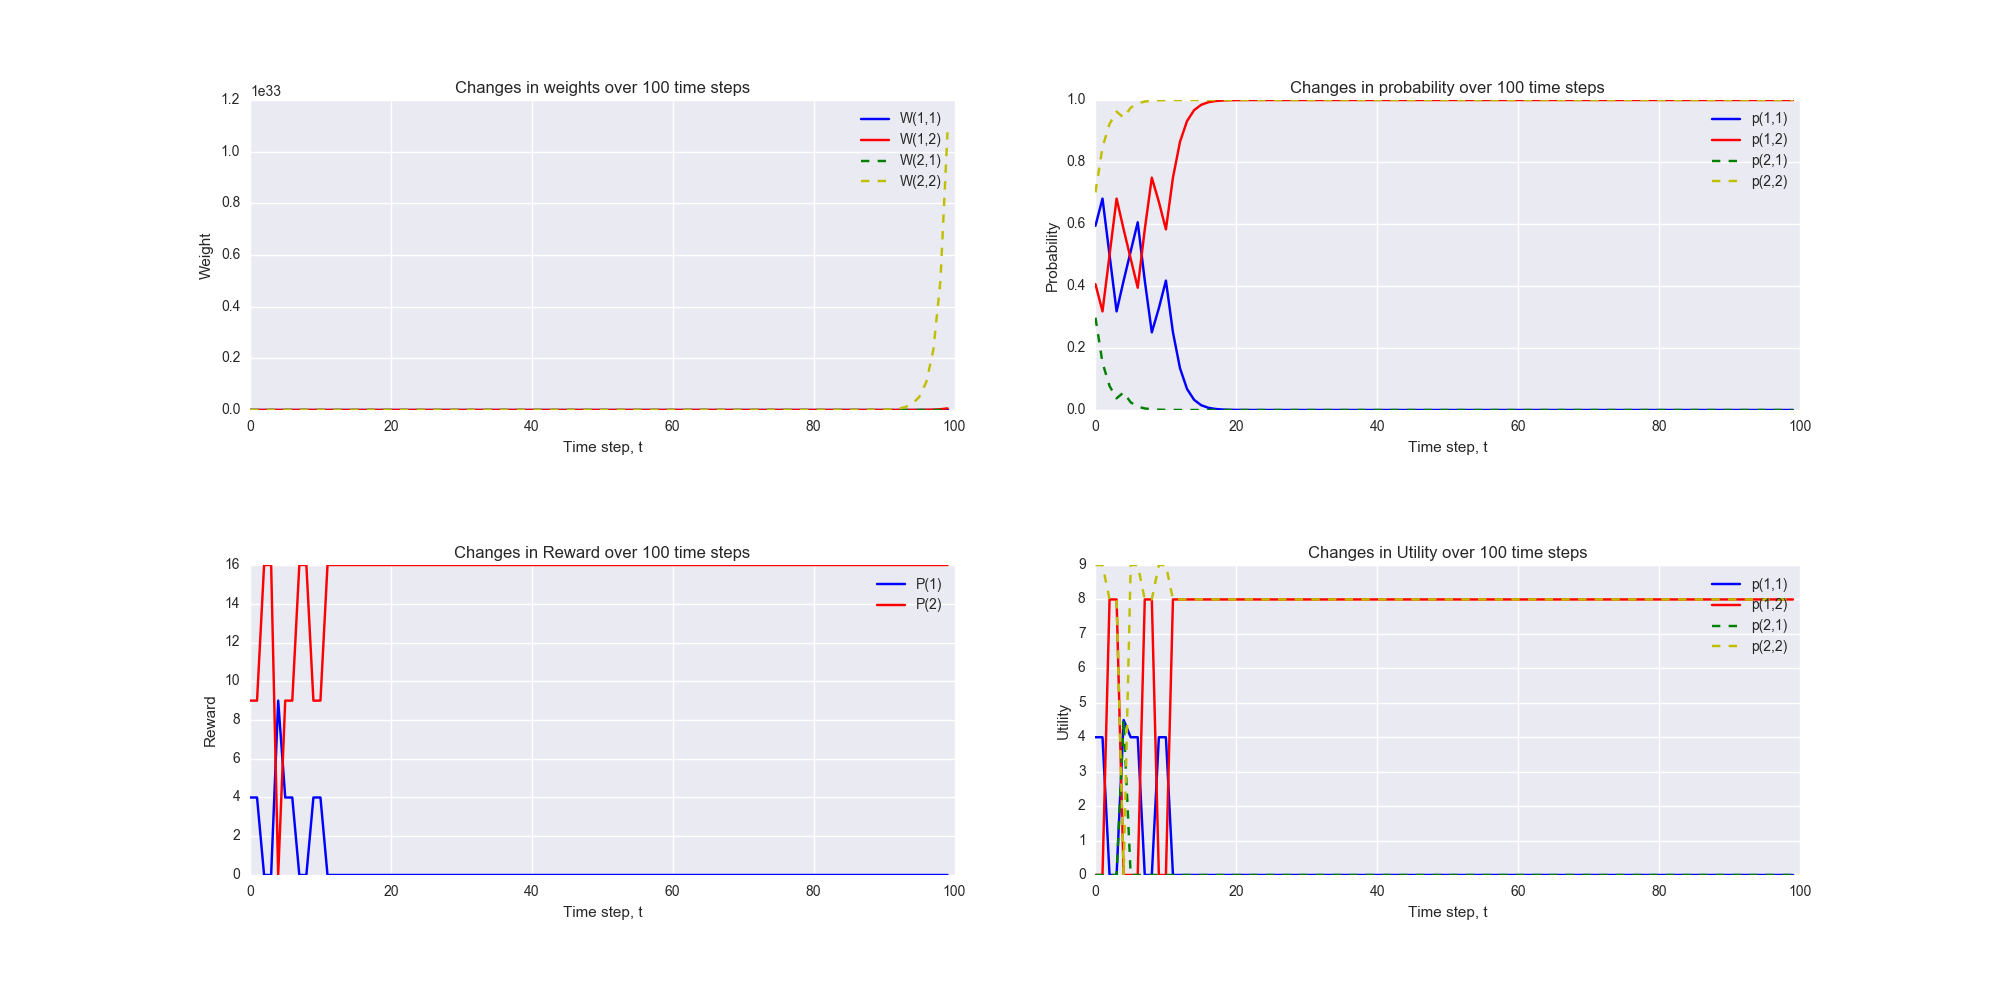 Changes in weights over 100 time steps
1e33
1.2
1.0
0.8
0.6
0.4
0.2
0.0
Weight
0 20 40 60 80 100
Time step, t
W(1,1)
W(1,2)
W(2,1)
W(2,2)
Changes in probability over 100 time steps
1.0
0.8
0.6
0.4
0.2
0.0
Probability
0 20 40 60 80 100
Time step, t
p(1,1)
p(1,2)
p(2,1)
p(2,2)
Changes in Reward over 100 time steps
16
14
12
10
8
6
4
2
0
Reward
0 20 40 60 80 100
Time step, t
P(1)
P(2)
Changes in Utility over 100 time steps
9
8
7
6
5
4
3
2
1
0
Utility
0 20 40 60 80 100
Time step, t
p(1,1)
p(1,2)
p(2,1)
p(2,2)